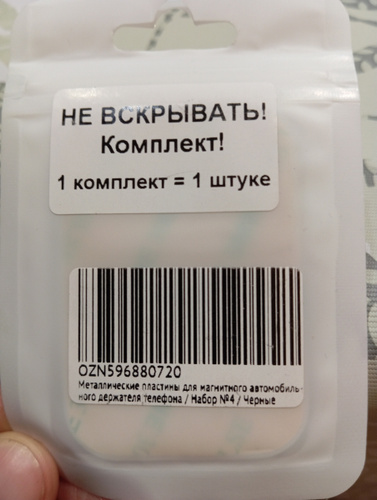 НЕ ВСКРЫВАТЬ!
Комплект!
1 комплект = 1 штуке
OZN596880720
Металлические пластины для магнитного автомобиль-
ного держателя телефона / Набор №4 / Черные